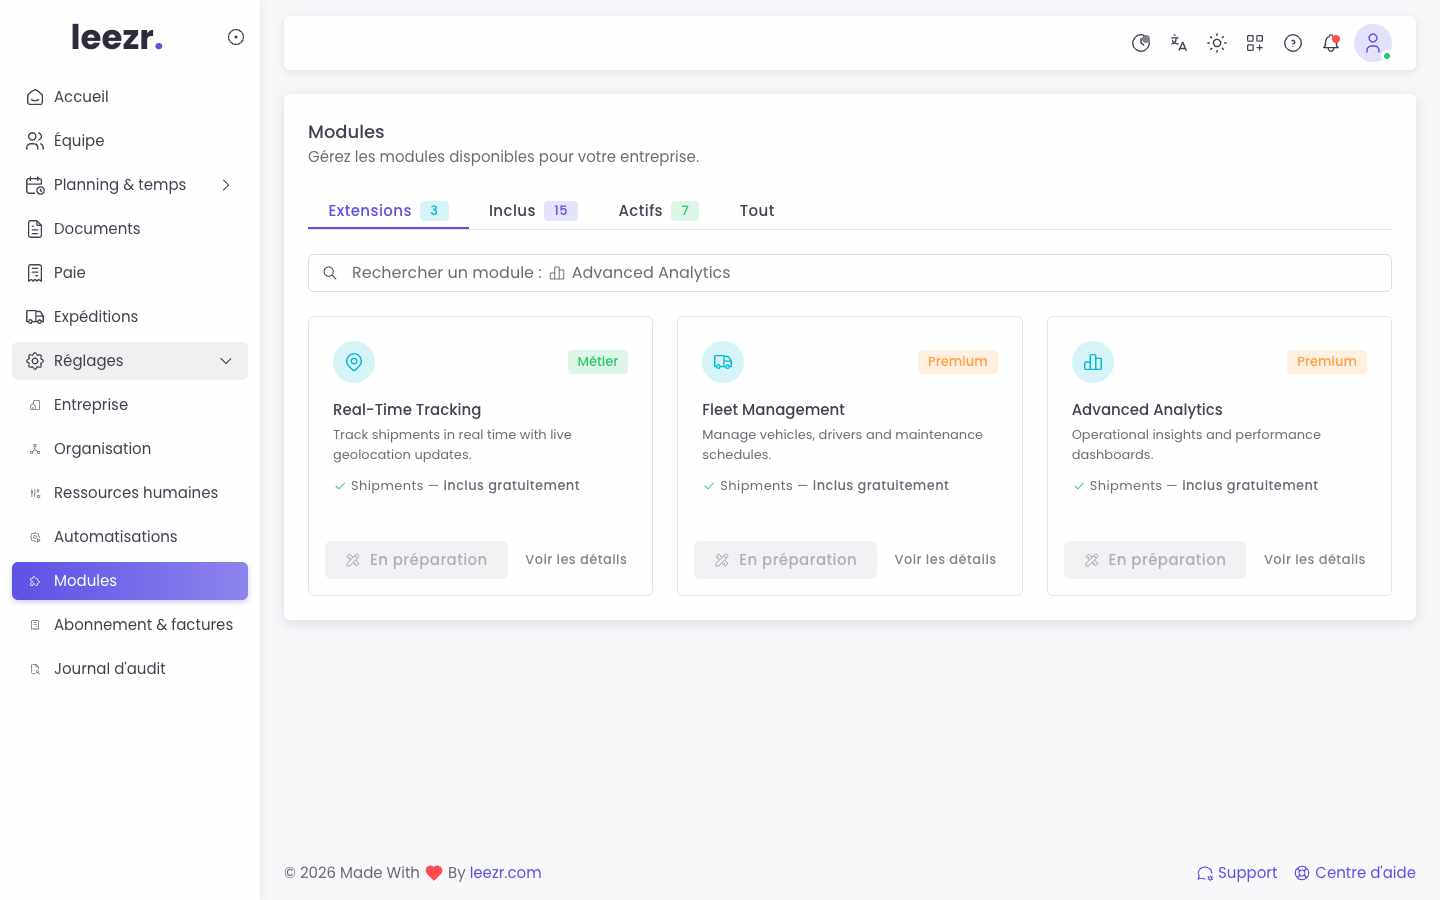 leezr.
Accueil
Équipe
Planning & temps
Documents
Paie
Expéditions
Réglages
Entreprise
Organisation
Ressources humaines
Automatisations
Modules
Abonnement & factures
Journal d'audit
Modules
Gérez les modules disponibles pour votre entreprise.
Extensions 3 Inclus 15 Actifs 7 Tout
Rechercher un module : Advanced Analytics
Métier
Real-Time Tracking
Track shipments in real time with live
geolocation updates.
Shipments — Inclus gratuitement
En préparation Voir les détails
Premium
Fleet Management
Manage vehicles, drivers and maintenance
schedules.
Shipments — Inclus gratuitement
En préparation Voir les détails
Premium
Advanced Analytics
Operational insights and performance
dashboards.
Shipments — Inclus gratuitement
En préparation Voir les détails
© 2026 Made With ❤ By leezr.com
Support Centre d'aide